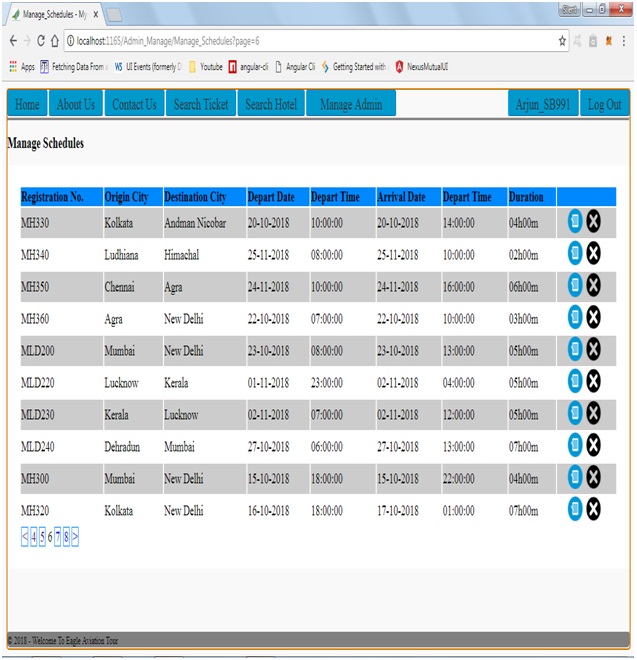 Manage_Schedules - My
localhost:1165/Admin_Manage/Manage_Schedules?page=6
Apps Fetching Data From UI Events (formerly D Youtube angular-cli Angular Cli Getting Started with NexusMutualUI
Home About Us Contact Us Search Ticket Search Hotel Manage Admin Arjun_SB991 Log Out
Manage Schedules
Registration No. Origin City Destination City Depart Date Depart Time Arrival Date Depart Time Duration
MH330 Kolkata Andman Nicobar 20-10-2018 10:00:00 20-10-2018 14:00:00 04h00m
MH340 Ludhiana Himachal 25-11-2018 08:00:00 25-11-2018 10:00:00 02h00m
MH350 Chennai Agra 24-11-2018 10:00:00 24-11-2018 16:00:00 06h00m
MH360 Agra New Delhi 22-10-2018 07:00:00 22-10-2018 10:00:00 03h00m
MLD200 Mumbai New Delhi 23-10-2018 08:00:00 23-10-2018 13:00:00 05h00m
MLD220 Lucknow Kerala 01-11-2018 23:00:00 02-11-2018 04:00:00 05h00m
MLD230 Kerala Lucknow 02-11-2018 07:00:00 02-11-2018 12:00:00 05h00m
MLD240 Dehradun Mumbai 27-10-2018 06:00:00 27-10-2018 13:00:00 07h00m
MH300 Mumbai New Delhi 15-10-2018 18:00:00 15-10-2018 22:00:00 04h00m
MH320 Kolkata New Delhi 16-10-2018 18:00:00 17-10-2018 01:00:00 07h00m
< 4 5 6 7 8 >
© 2018 - Welcome To Eagle Aviation Tour